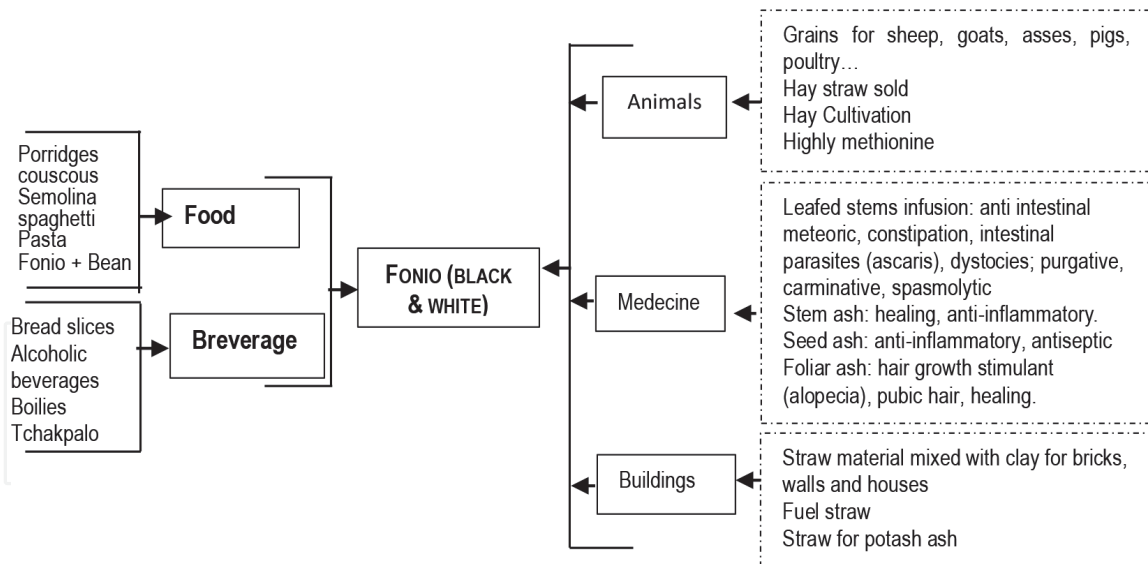 Porridges
couscous
Semolina
spaghetti
Pasta
Fonio + Bean
Food
Bread slices
Alcoholic
beverages
Boilies
Tchakpalo
Breverage
FONIO (BLACK
& WHITE)
Animals
Grains for sheep, goats, asses, pigs,
poultry…
Hay straw sold
Hay Cultivation
Highly methionine
Medecine
Leafed stems infusion: anti intestinal
meteoric, constipation, intestinal
parasites (ascaris), dystocies; purgative,
carminative, spasmolytic
Stem ash: healing, anti-inflammatory.
Seed ash: anti-inflammatory, antiseptic
Foliar ash: hair growth stimulant
(alopecia), pubic hair, healing.
Buildings
Straw material mixed with clay for bricks,
walls and houses
Fuel straw
Straw for potash ash